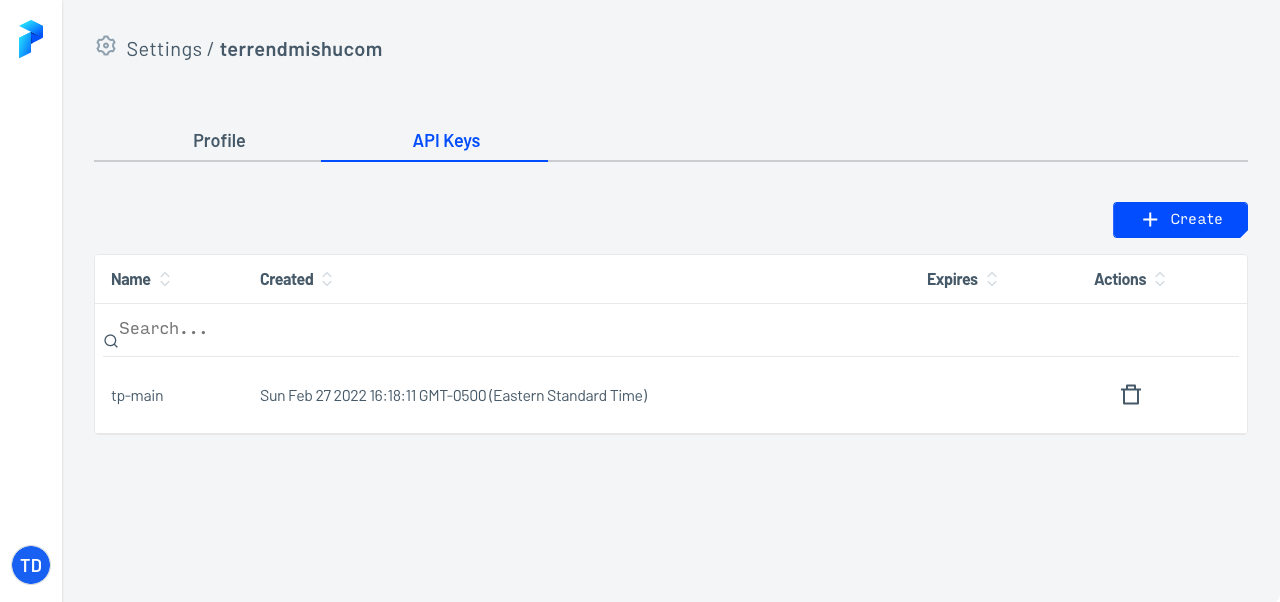 Settings / terrendmishucom
Profile API Keys
Create
Name Created Expires Actions
Search...
tp-main Sun Feb 27 2022 16:18:11 GMT-0500 (Eastern Standard Time)
TD